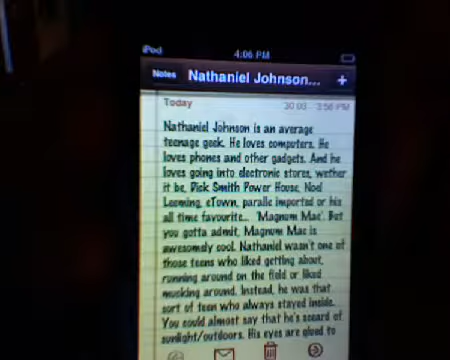 iPod 4:06 PM
Notes Nathaniel Johnson... +
Today 30 03 3:56 PM
Nathaniel Johnson is an average
teenage geek. He loves computers. He
loves phones and other gadgets. And he
loves going into electronic stores, wether
it be, Dick Smith Power House, Noel
Leeming, eTown, paralle imported or his
all time favourite... 'Magnum Mac'. But
you gotta admit, Magnum Mac is
awesomely cool. Nathaniel wasn't one of
those teens who liked getting about,
running around on the field or liked
mucking around. Instead, he was that
sort of teen who always stayed inside.
You could almost say that he's scared of
sunlight/outdoors. His eyes are glued to